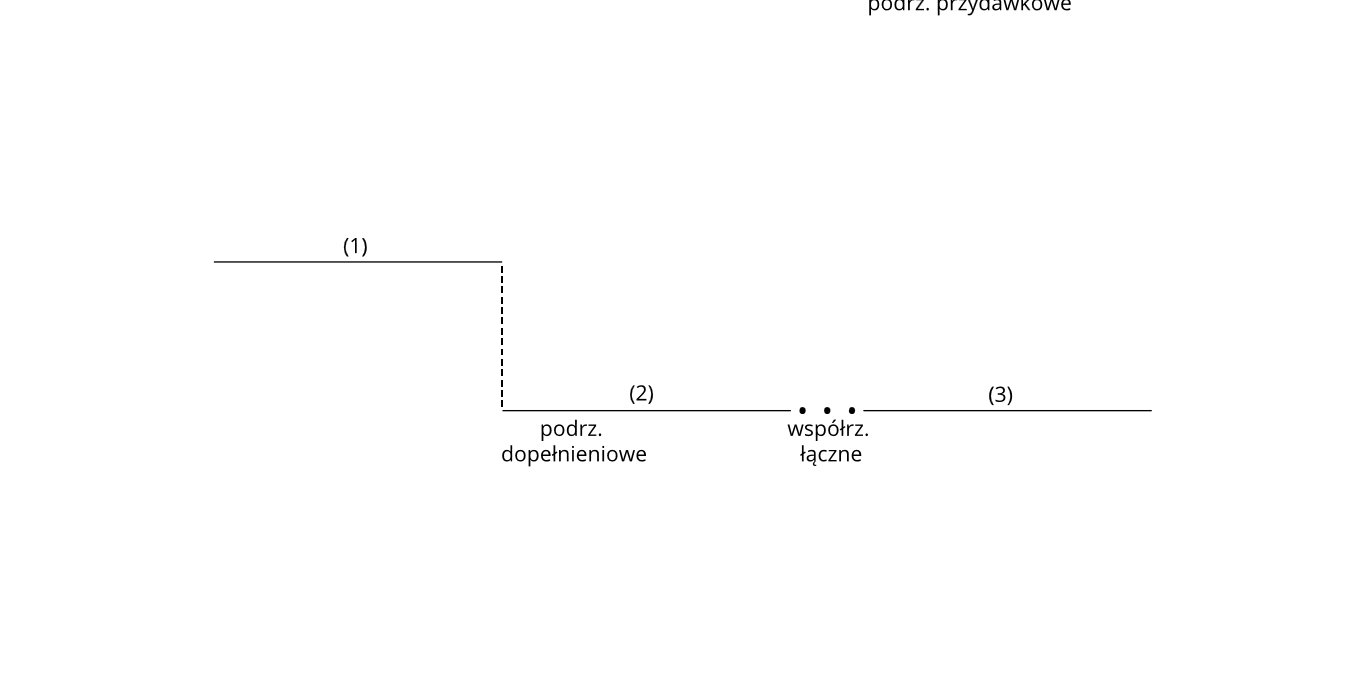 podrz. przydawkowe
(1)
(2)
(3)
podrz.
dopełnieniowe
współrz.
łączne